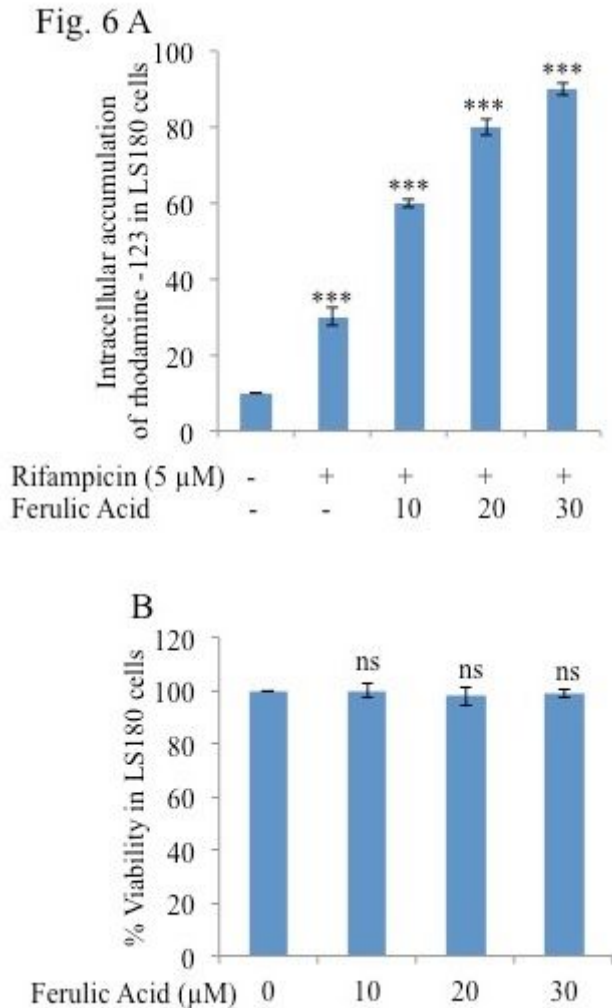 Fig. 6 A
Intracellular accumulation
of rhodamine -123 in LS180 cells
100
80
60
40
20
0
***
***
***
***
Rifampicin (5 µM) - + + + +
Ferulic Acid - - 10 20 30
B
% Viability in LS180 cells
120
100
80
60
40
20
0
ns
ns
ns
Ferulic Acid (µM) 0 10 20 30